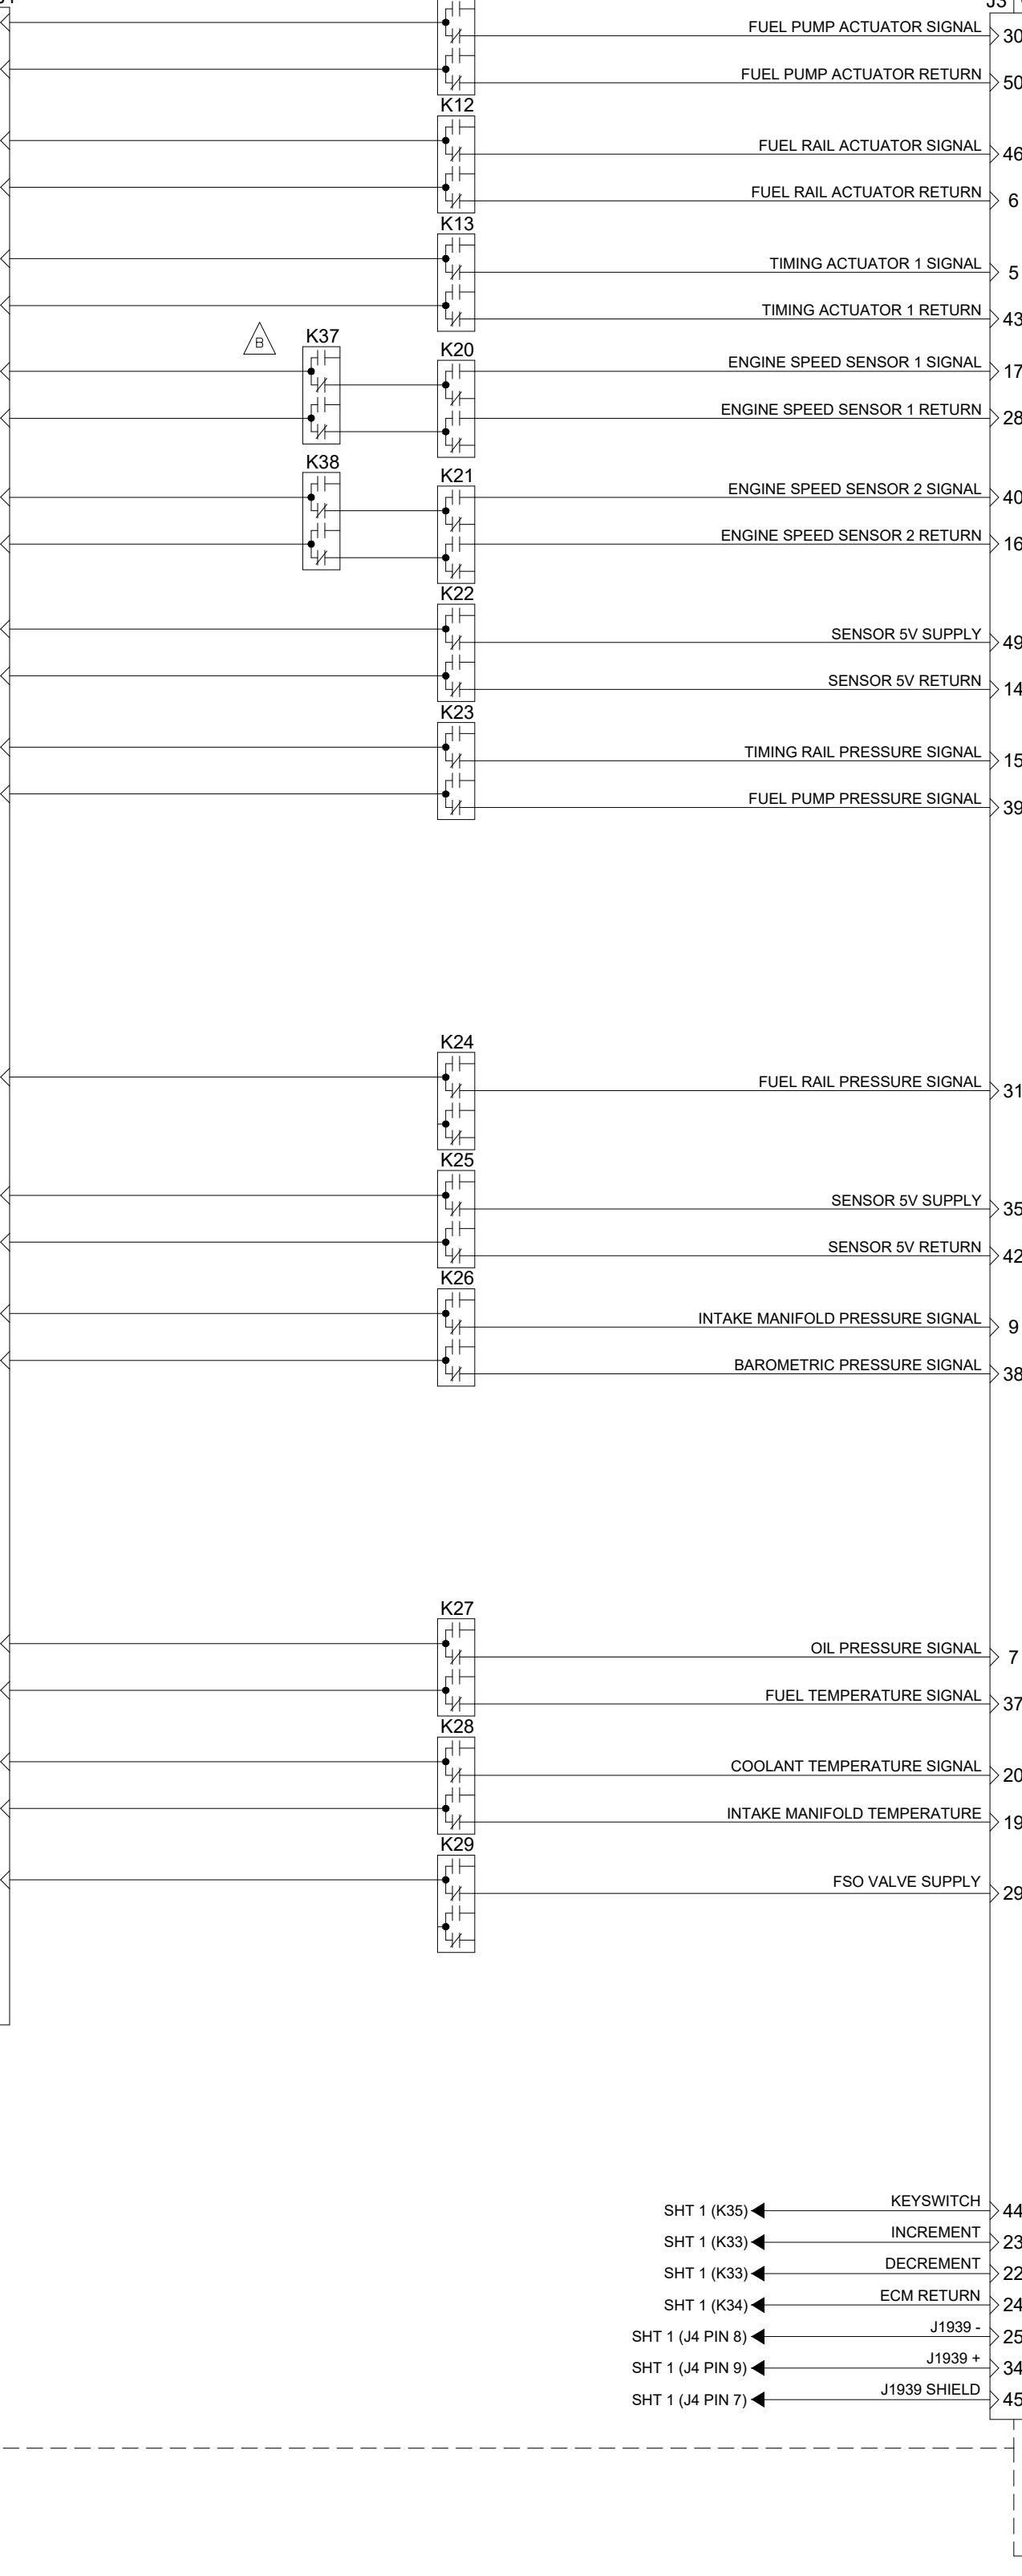 J3
FUEL PUMP ACTUATOR SIGNAL 30
FUEL PUMP ACTUATOR RETURN 50
K12
FUEL RAIL ACTUATOR SIGNAL 46
FUEL RAIL ACTUATOR RETURN 6
K13
TIMING ACTUATOR 1 SIGNAL 5
TIMING ACTUATOR 1 RETURN 43
B
K37
K20
ENGINE SPEED SENSOR 1 SIGNAL 17
ENGINE SPEED SENSOR 1 RETURN 28
K38
K21
ENGINE SPEED SENSOR 2 SIGNAL 40
ENGINE SPEED SENSOR 2 RETURN 16
K22
SENSOR 5V SUPPLY 49
SENSOR 5V RETURN 14
K23
TIMING RAIL PRESSURE SIGNAL 15
FUEL PUMP PRESSURE SIGNAL 39
K24
FUEL RAIL PRESSURE SIGNAL 31
K25
SENSOR 5V SUPPLY 35
SENSOR 5V RETURN 42
K26
INTAKE MANIFOLD PRESSURE SIGNAL 9
BAROMETRIC PRESSURE SIGNAL 38
K27
OIL PRESSURE SIGNAL 7
FUEL TEMPERATURE SIGNAL 37
K28
COOLANT TEMPERATURE SIGNAL 20
INTAKE MANIFOLD TEMPERATURE 19
K29
FSO VALVE SUPPLY 29
SHT 1 (K35) KEYSWITCH 44
SHT 1 (K33) INCREMENT 23
SHT 1 (K33) DECREMENT 22
SHT 1 (K34) ECM RETURN 24
SHT 1 (J4 PIN 8) J1939 - 25
SHT 1 (J4 PIN 9) J1939 + 34
SHT 1 (J4 PIN 7) J1939 SHIELD 45